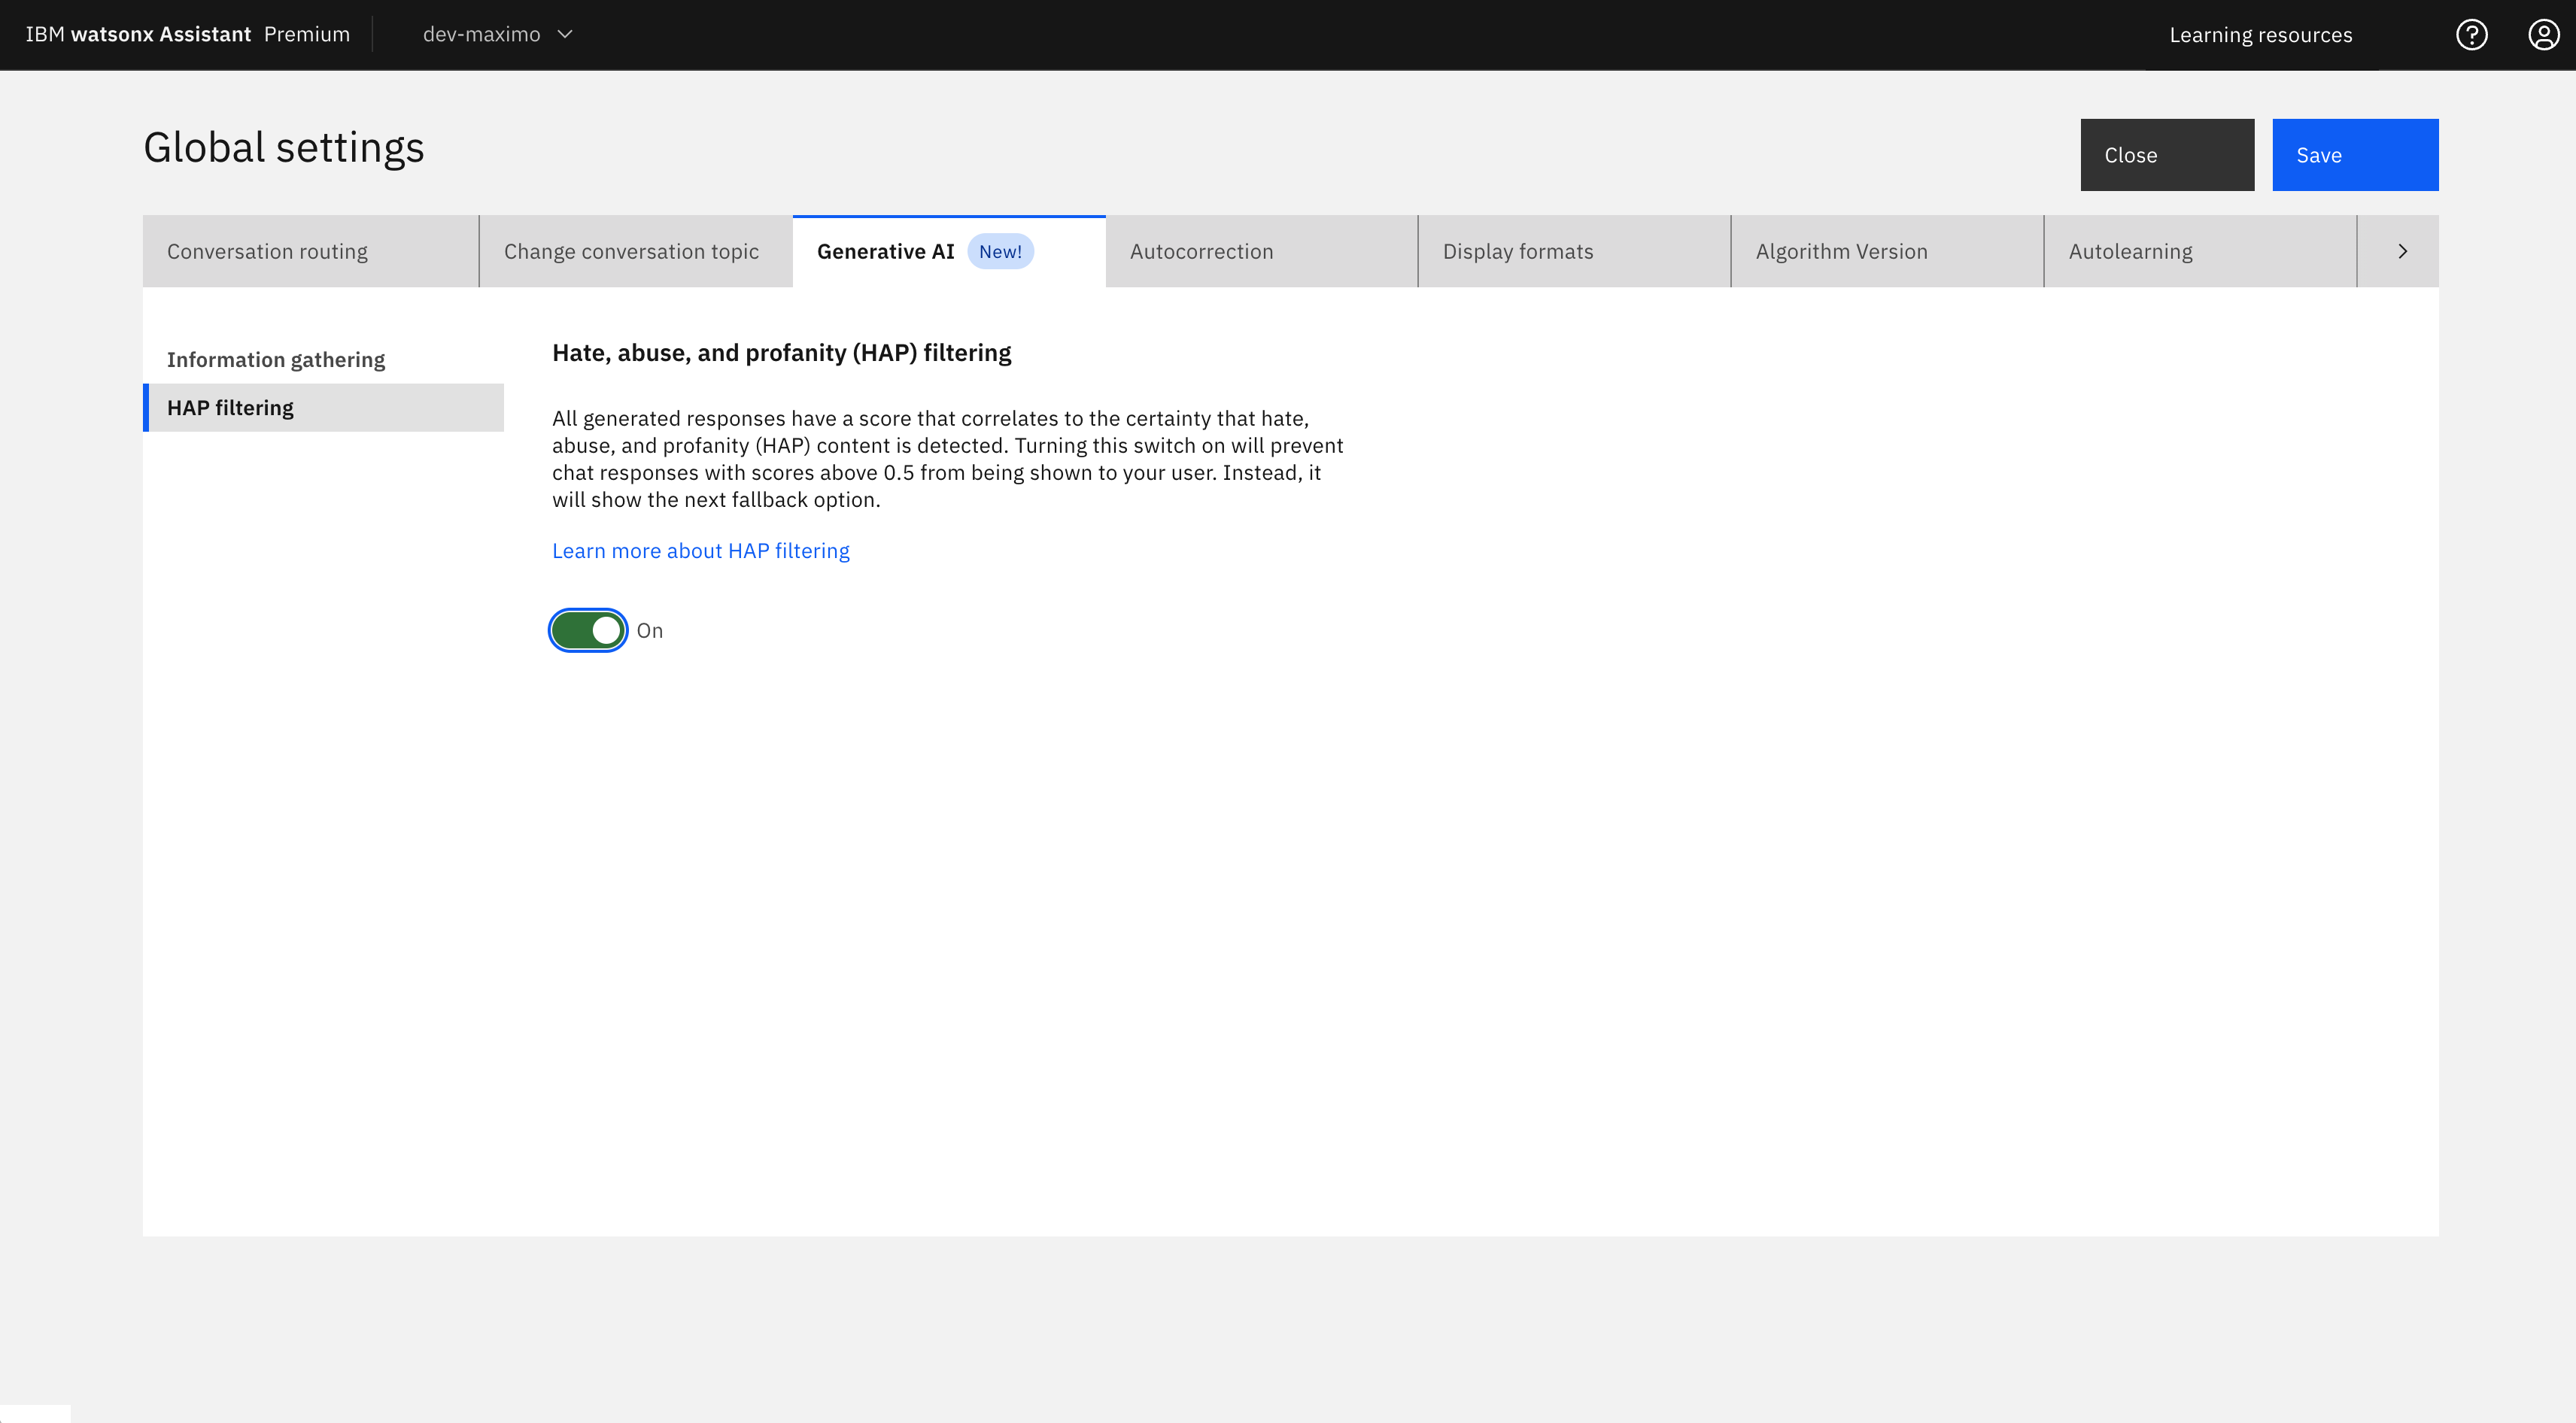 IBM watsonx Assistant Premium
dev-maximo
Learning resources
Global settings
Close
Save
Conversation routing
Change conversation topic
Generative AI New!
Autocorrection
Display formats
Algorithm Version
Autolearning
Information gathering
HAP filtering
Hate, abuse, and profanity (HAP) filtering
All generated responses have a score that correlates to the certainty that hate,
abuse, and profanity (HAP) content is detected. Turning this switch on will prevent
chat responses with scores above 0.5 from being shown to your user. Instead, it
will show the next fallback option.
Learn more about HAP filtering
On